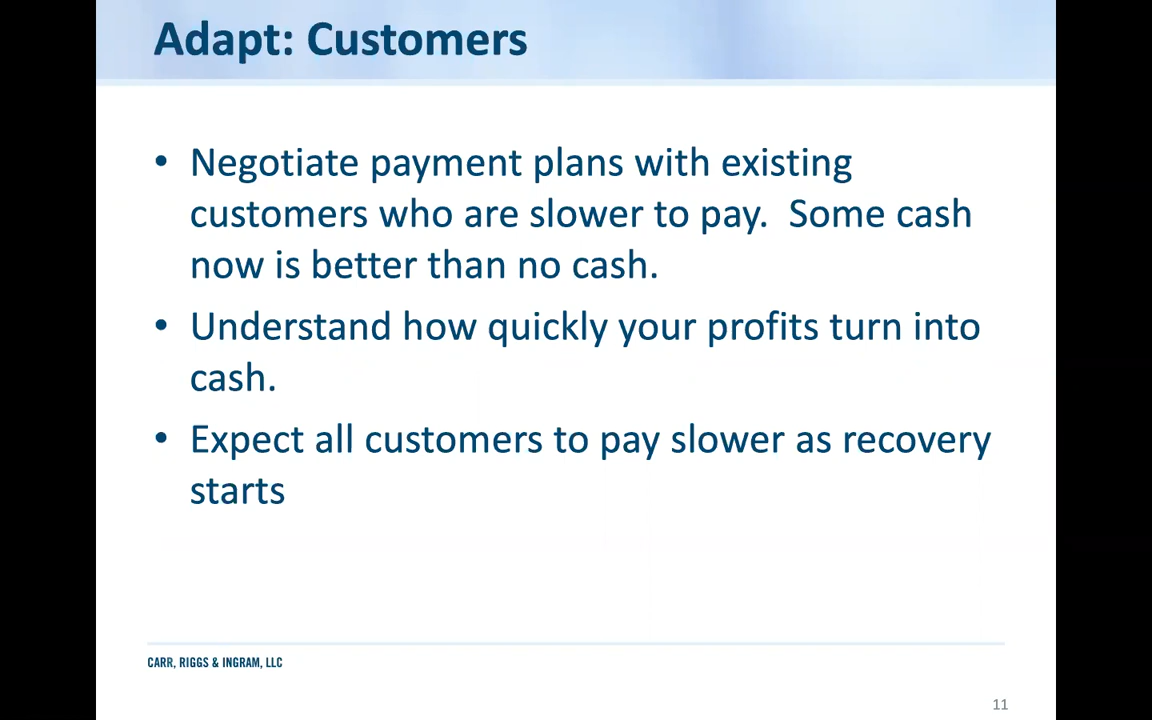 Adapt: Customers
• Negotiate payment plans with existing
customers who are slower to pay.  Some cash
now is better than no cash.
• Understand how quickly your profits turn into
cash.
• Expect all customers to pay slower as recovery
starts
CARR, RIGGS & INGRAM, LLC
11